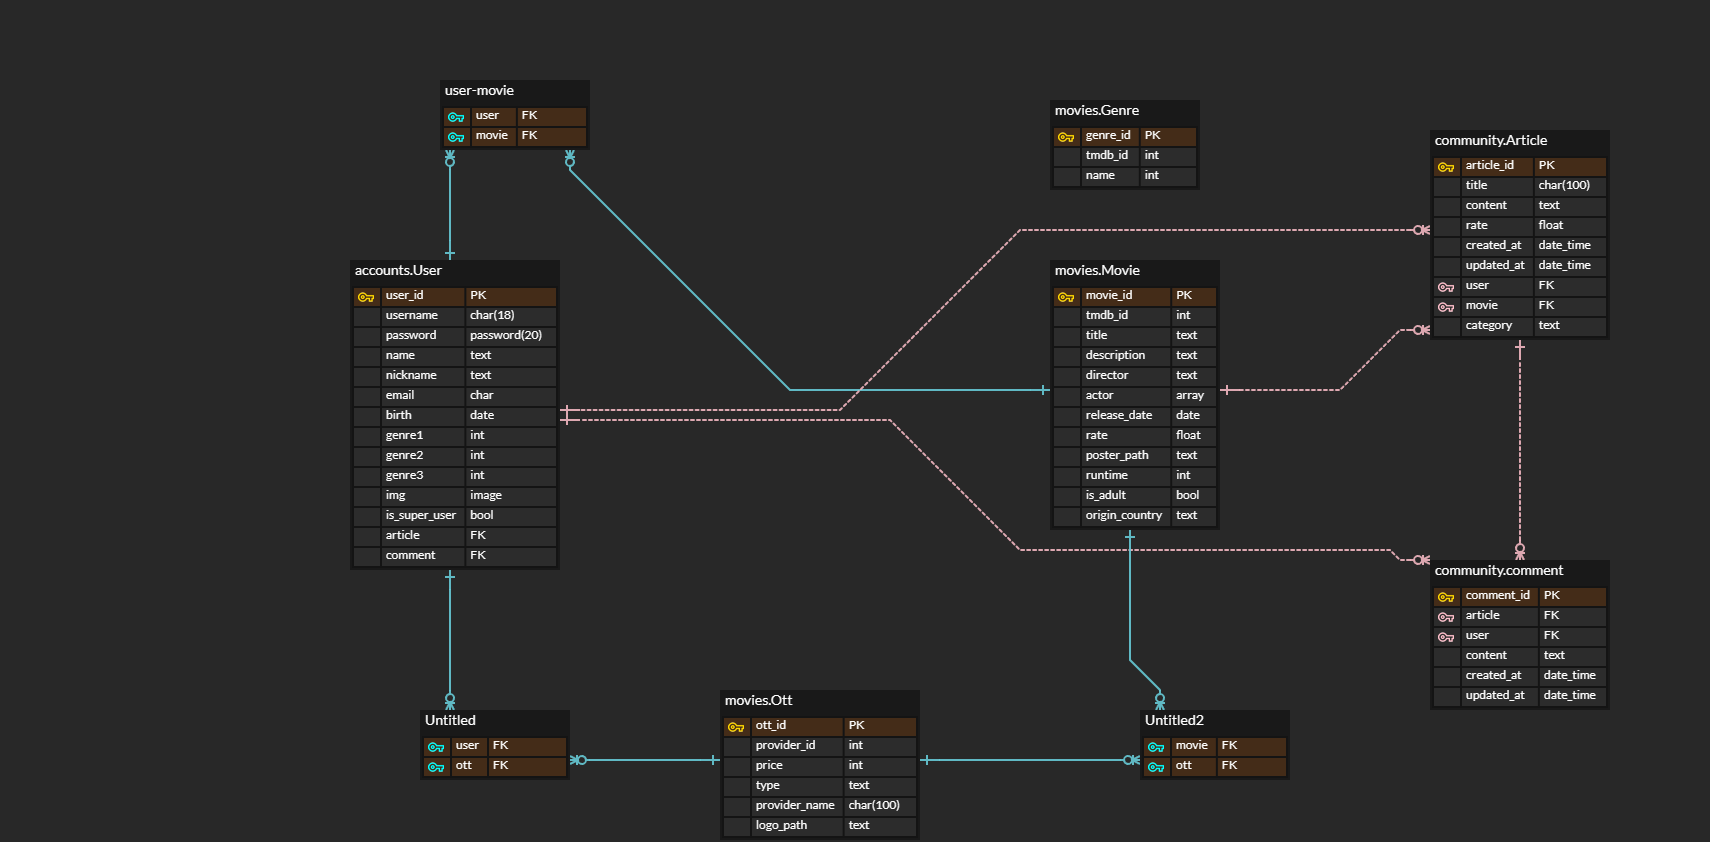 user-movie
user FK
movie FK
movies.Genre
genre_id PK
tmdb_id int
name int
community.Article
article_id PK
title char(100)
content text
rate float
created_at date_time
updated_at date_time
user FK
movie FK
category text
accounts.User
user_id PK
username char(18)
password password(20)
name text
nickname text
email char
birth date
genre1 int
genre2 int
genre3 int
img image
is_super_user bool
article FK
comment FK
movies.Movie
movie_id PK
tmdb_id int
title text
description text
director text
actor array
release_date date
rate float
poster_path text
runtime int
is_adult bool
origin_country text
community.comment
comment_id PK
article FK
user FK
content text
created_at date_time
updated_at date_time
Untitled
user FK
ott FK
movies.Ott
ott_id PK
provider_id int
price int
type text
provider_name char(100)
logo_path text
Untitled2
movie FK
ott FK